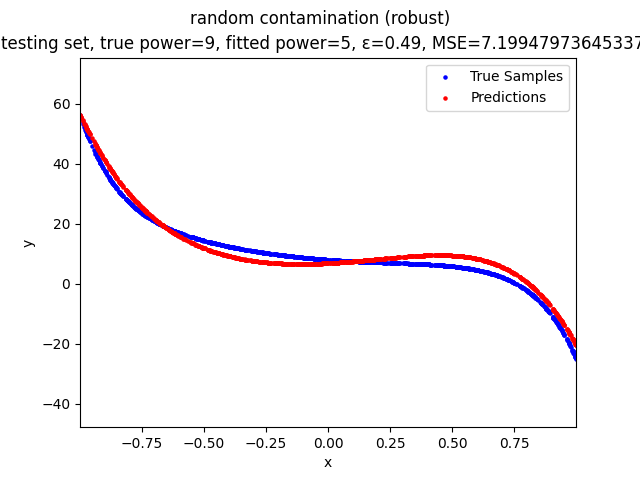 random contamination (robust)
testing set, true power=9, fitted power=5, ε=0.49, MSE=7.19947973645337
True Samples
Predictions
60
40
20
0
−20
−40
y
−0.75 −0.50 −0.25 0.00 0.25 0.50 0.75
x